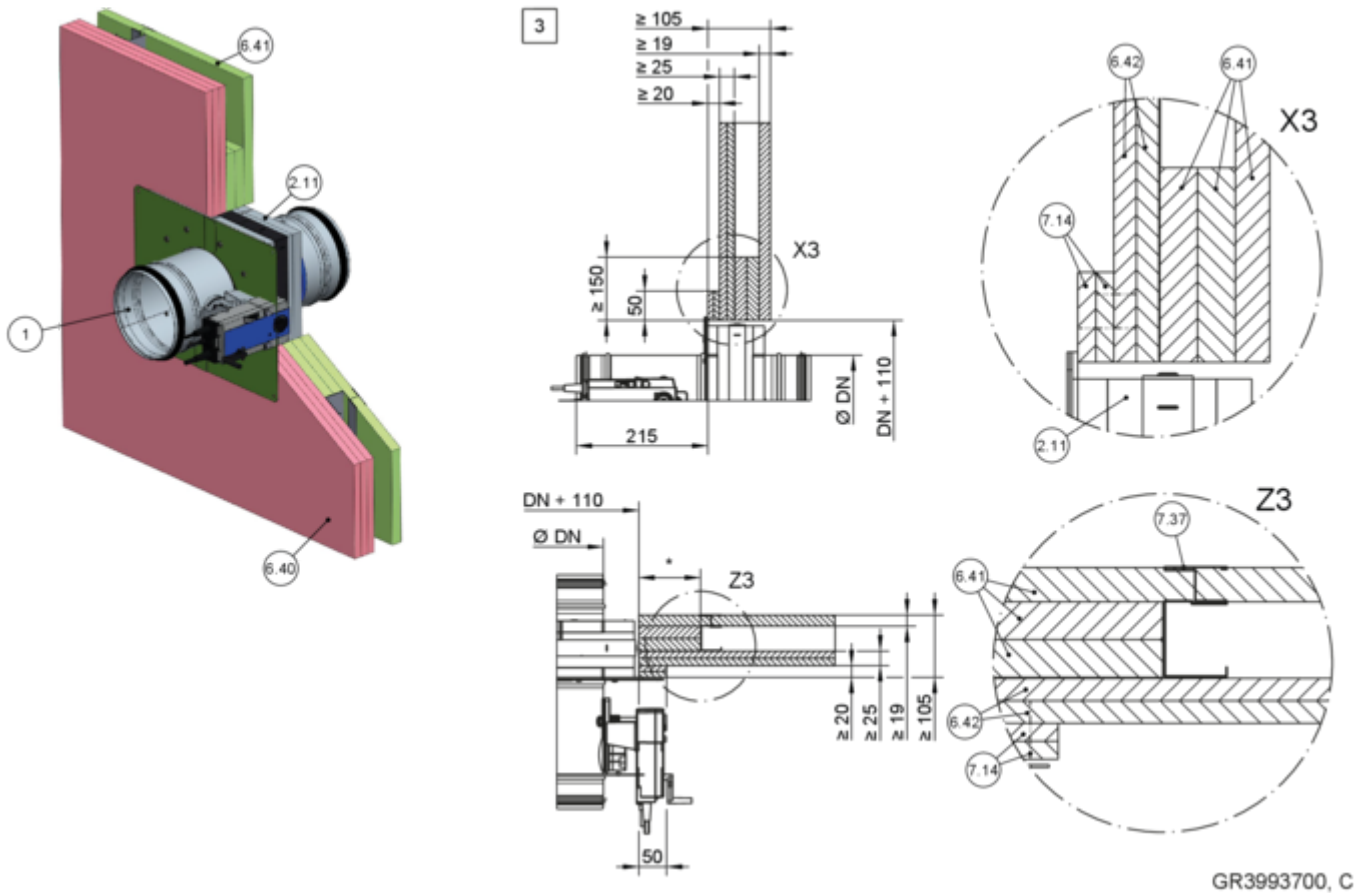 6.41
2.11
1
6.40
3
≥ 105
≥ 19
≥ 25
≥ 20
≥ 150
50
X3
Ø DN
DN + 110
215
6.42
6.41
X3
7.14
2.11
DN + 110
Ø DN
*
Z3
≥ 20
≥ 25
≥ 19
≥ 105
50
Z3
7.37
6.41
6.42
7.14
GR3993700, C